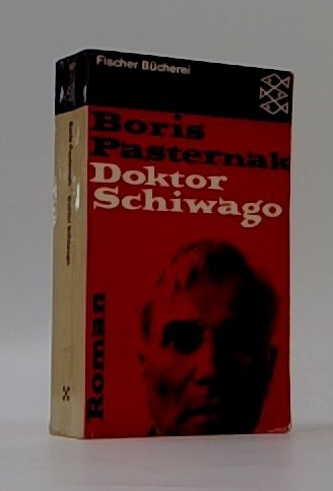 Fischer Bücherei
Boris
Pasternak
Doktor
Schiwago
Roman